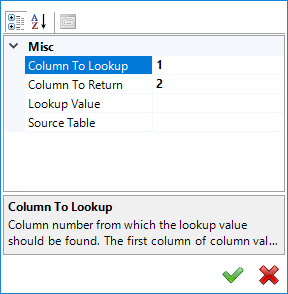 Misc
Column To Lookup 1
Column To Return 2
Lookup Value
Source Table
Column To Lookup
Column number from which the lookup value
should be found. The first column of column val...